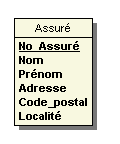 Assuré
No_Assuré
Nom
Prénom
Adresse
Code_postal
Localité